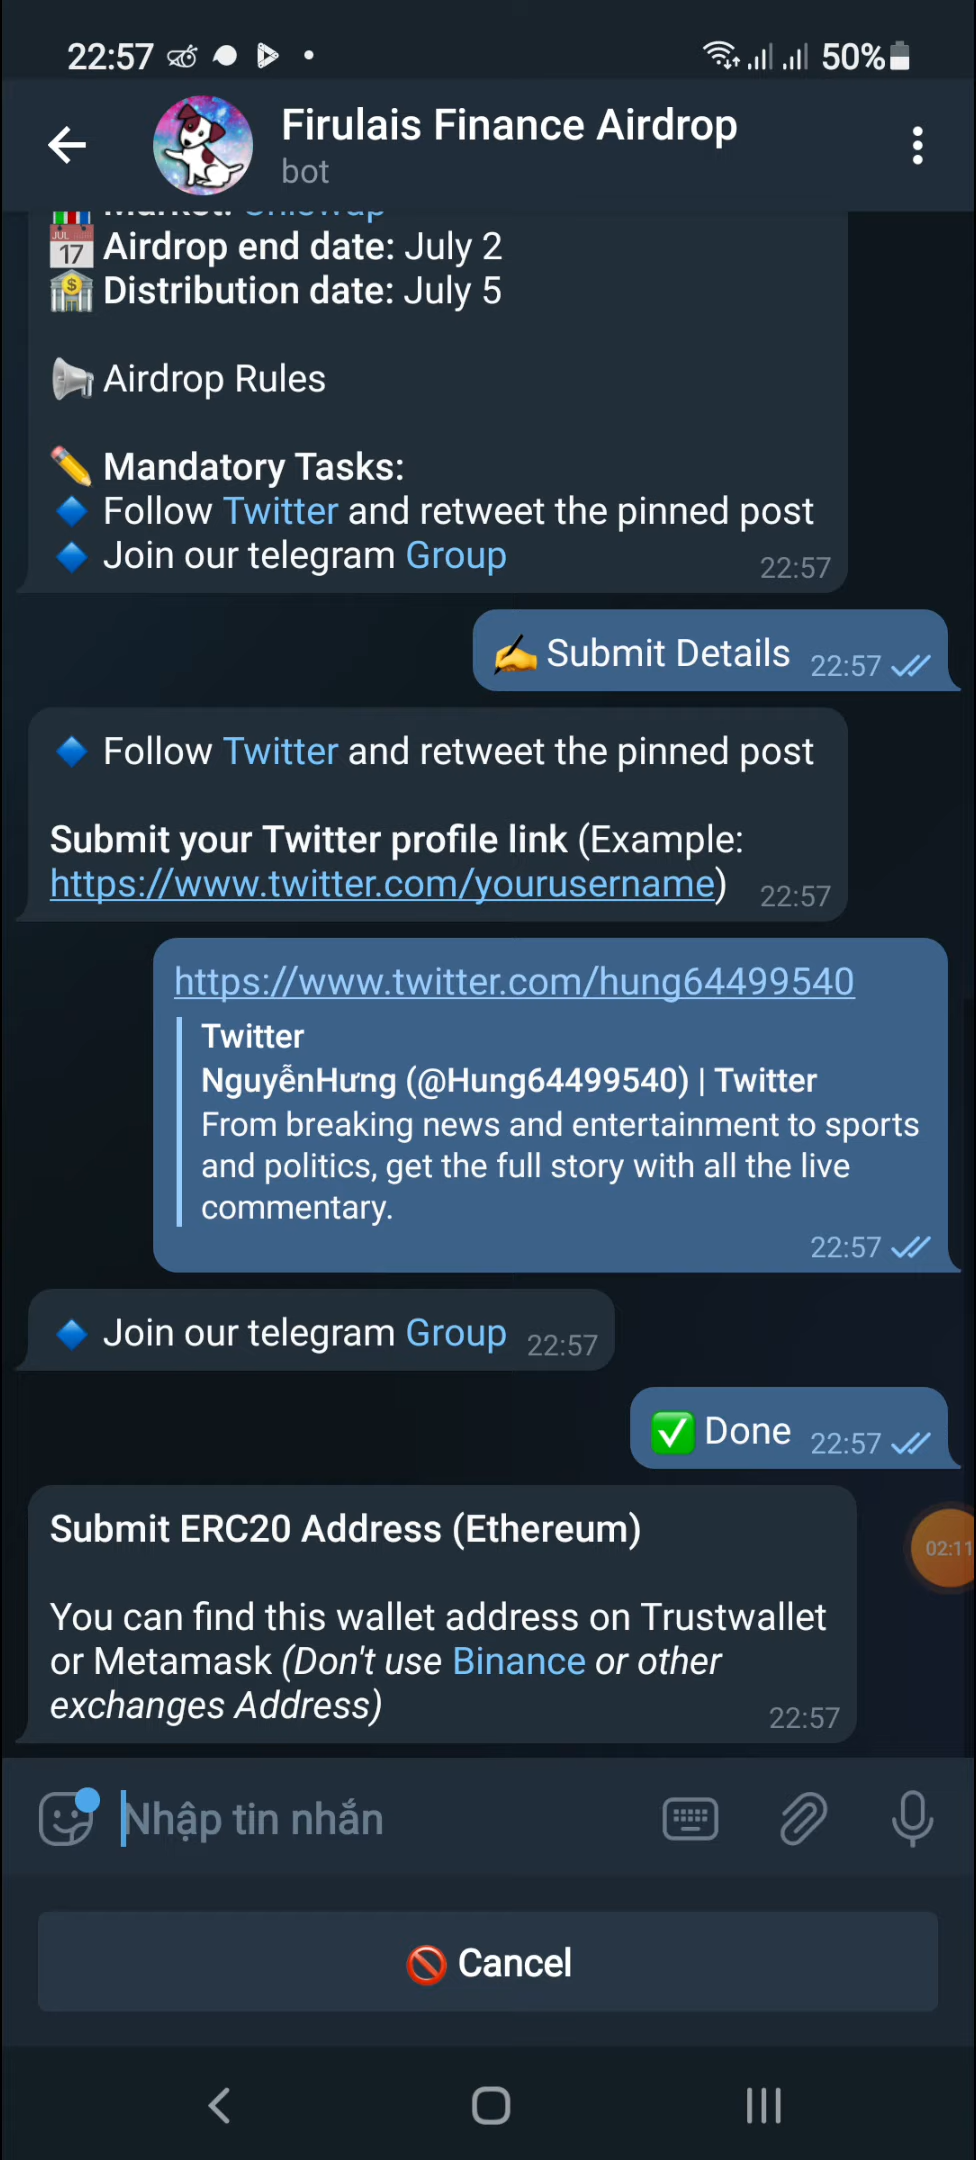 22:57
50%
Firulais Finance Airdrop
bot
Market: Uniswap
JUL
17
Airdrop end date: July 2
Distribution date: July 5
Airdrop Rules
Mandatory Tasks:
Follow Twitter and retweet the pinned post
Join our telegram Group
22:57
Submit Details
22:57
Follow Twitter and retweet the pinned post
Submit your Twitter profile link (Example:
https://www.twitter.com/yourusername)
22:57
https://www.twitter.com/hung64499540
Twitter
NguyễnHưng (@Hung64499540) | Twitter
From breaking news and entertainment to sports
and politics, get the full story with all the live
commentary.
22:57
Join our telegram Group
22:57
Done
22:57
Submit ERC20 Address (Ethereum)
02:11
You can find this wallet address on Trustwallet
or Metamask (Don't use Binance or other
exchanges Address)
22:57
Nhập tin nhắn
Cancel